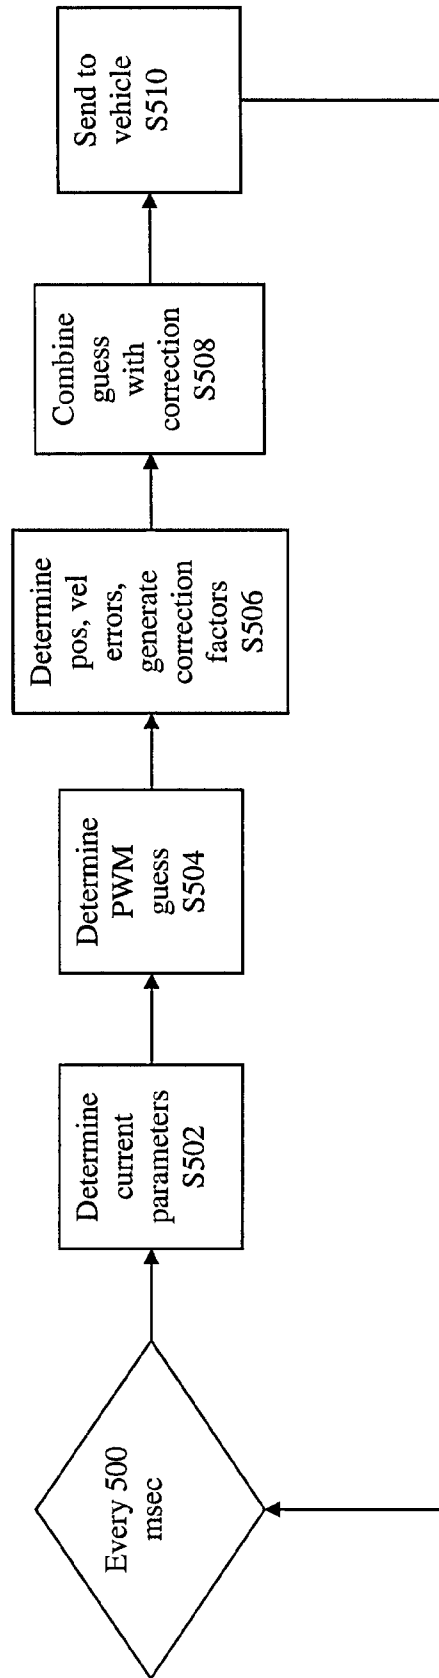 Every 500
msec
Determine
current
parameters
S502
Determine
PWM
guess
S504
Determine
pos, vel
errors,
generate
correction
factors
S506
Combine
guess
with
correction
S508
Send to
vehicle
S510